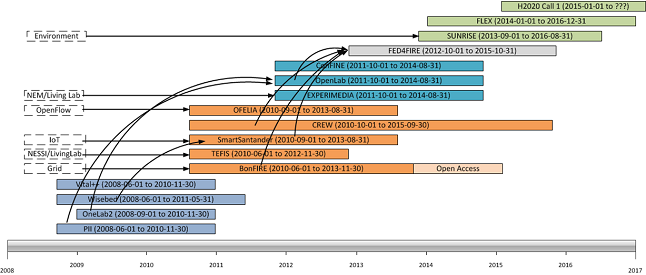 H2020 Call 1 (2015-01-01 to ???)
FLEX (2014-01-01 to 2016-12-31
Environment
SUNRISE (2013-09-01 to 2016-08-31)
FED4FIRE (2012-10-01 to 2015-10-31)
CONFINE (2011-10-01 to 2014-08-31)
OpenLab (2011-10-01 to 2014-08-31)
NEM/Living Lab
EXPERIMEDIA (2011-10-01 to 2014-08-31)
OpenFlow
OFELIA (2010-09-01 to 2013-08-31)
CREW (2010-10-01 to 2015-09-30)
IoT
SmartSantander (2010-09-01 to 2013-08-31)
NESSI/LivingLab
TEFIS (2010-06-01 to 2012-11-30)
Grid
BonFIRE (2010-06-01 to 2013-11-30)
Open Access
Vital++ (2008-06-01 to 2010-11-30)
Wisebed (2008-06-01 to 2011-05-31)
OneLab2 (2008-09-01 to 2010-11-30)
PII (2008-06-01 to 2010-11-30)
2008 2009 2010 2011 2012 2013 2014 2015 2016 2017